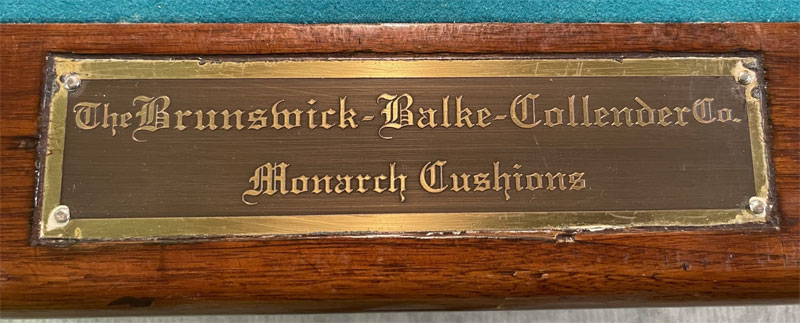 The Brunswick-Balke-Collender Co.
Monarch Cushions